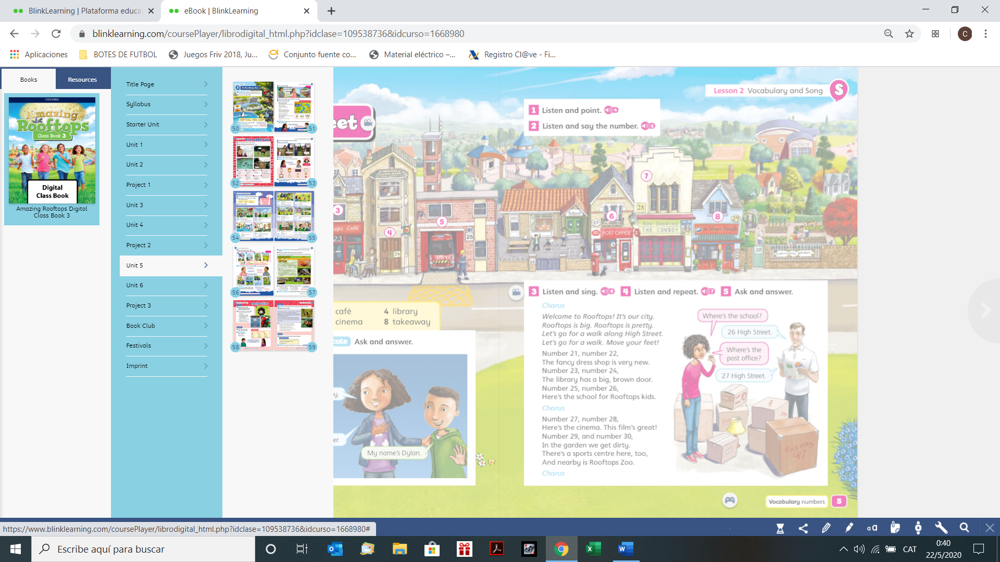 BlinkLearning | Plataforma educa
eBook | BlinkLearning
blinklearning.com/coursePlayer/librodigital_html.php?idclase=109538736&idcurso=1668980
C
Aplicaciones
BOTES DE FUTBOL
Juegos Friv 2018, Ju...
Conjunto fuente co...
Material eléctrico –...
Registro Cl@ve - Fi...
Books
Resources
OXFORD
Amazing
Rooftops
Class Book 3
Digital
Class Book
Amazing Rooftops Digital
Class Book 3
Title Page
Syllabus
Starter Unit
Unit 1
Unit 2
Project 1
Unit 3
Unit 4
Project 2
Unit 5
Unit 6
Project 3
Book Club
Festivals
Imprint
50
51
52
53
54
55
56
57
58
59
eet
Lesson 2 Vocabulary and Song
S
1 Listen and point. 4
2 Listen and say the number. 5
SPORTS
3
ops Café
23
4
24
5
25
School
26
27
6
POST OFFICE
7
28
NOW SHOWING
THE COWBOY
8
29
The Magic Noodle
30
community garden
café
4 library
cinema
8 takeaway
cate Ask and answer.
y.
er.
My name's Dylan.
3 Listen and sing. 6 4 Listen and repeat. 7 5 Ask and answer.
Chorus
Welcome to Rooftops! It's our city.
Rooftops is big. Rooftops is pretty.
Let's go for a walk along High Street.
Let's go for a walk. Move your feet!
Number 21, number 22,
The fancy dress shop is very new.
Number 23, number 24,
The library has a big, brown door.
Number 25, number 26,
Here's the school for Rooftops kids.
Chorus
Number 27, number 28,
Here's the cinema. This film's great!
Number 29, and number 30,
In the garden we get dirty.
There's a sports centre here, too,
And nearby is Rooftops Zoo.
Chorus
Where's the school?
26 High Street.
Where's the
post office?
27 High Street.
This way
up
Vocabulary numbers 5
https://www.blinklearning.com/coursePlayer/librodigital_html.php?idclase=109538736&idcurso=1668980#
aa
Escribe aquí para buscar
CAT
0:40
22/5/2020